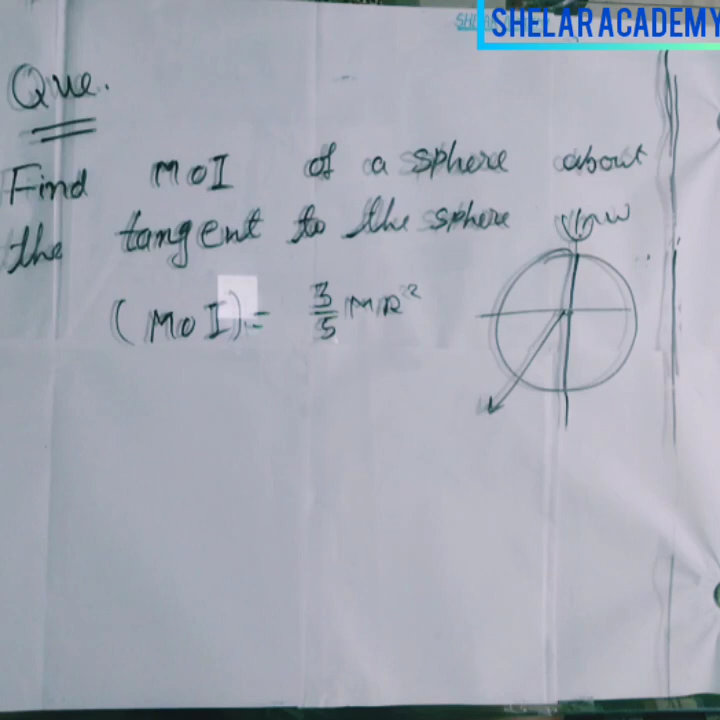 SHELAR ACADEMY
Que.
Find MOI of a sphere about
the tangent to the sphere
(MOI) = 3/5 MR²